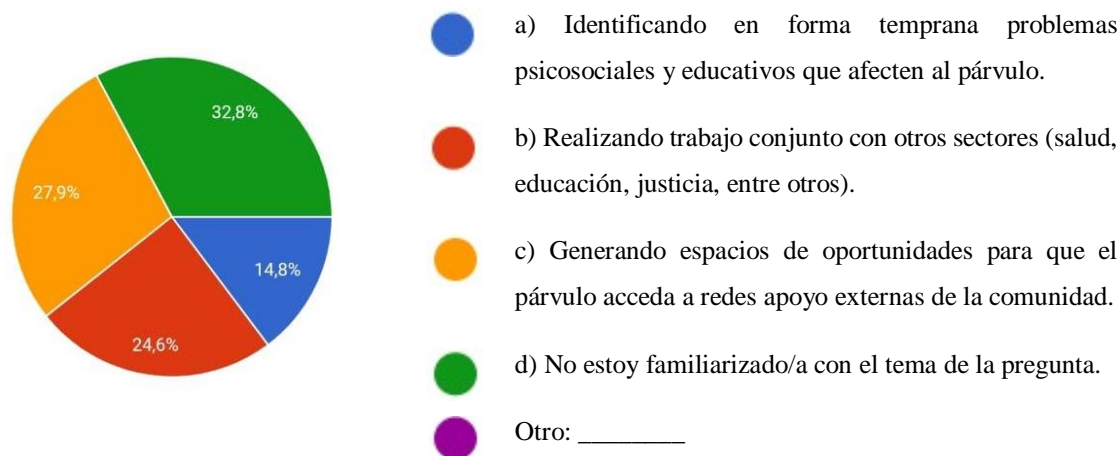 32,8%
27,9%
14,8%
24,6%
a) Identificando en forma temprana problemas
psicosociales y educativos que afecten al párvulo.
b) Realizando trabajo conjunto con otros sectores (salud,
educación, justicia, entre otros).
c) Generando espacios de oportunidades para que el
párvulo acceda a redes apoyo externas de la comunidad.
d) No estoy familiarizado/a con el tema de la pregunta.
Otro: ________